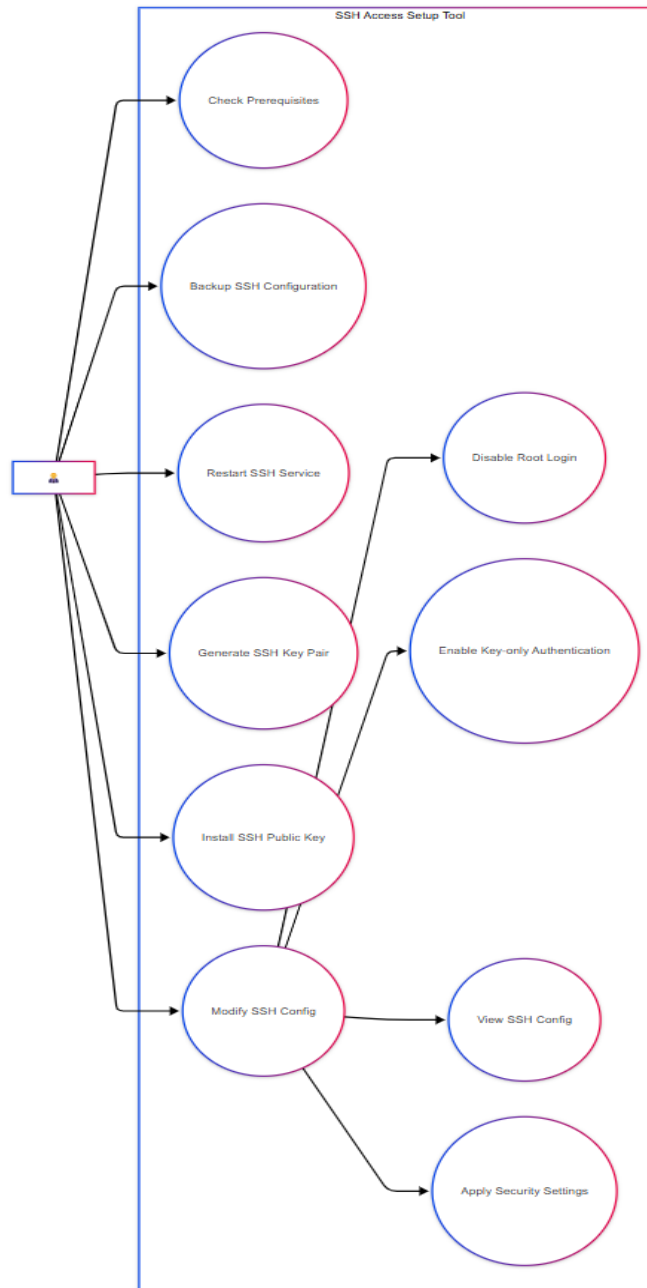 SSH Access Setup Tool
Check Prerequisites
Backup SSH Configuration
Restart SSH Service
Generate SSH Key Pair
Install SSH Public Key
Modify SSH Config
Disable Root Login
Enable Key-only Authentication
View SSH Config
Apply Security Settings